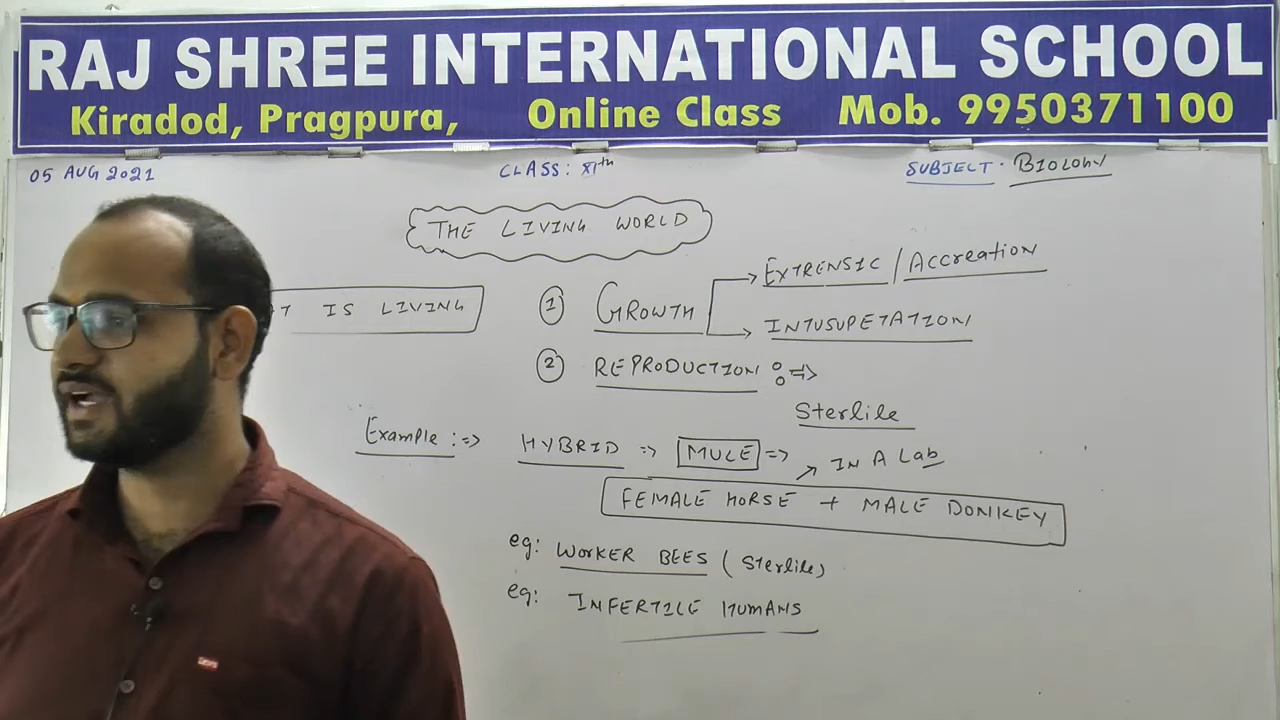 RAJ SHREE INTERNATIONAL SCHOOL
Kiradod, Pragpura, Online Class Mob. 9950371100
05 AUG 2021 CLASS: XIth SUBJECT · BIOLOGY
THE LIVING WORLD
IS LIVING
① GROWTH
EXTRENSIC / Accreation
INTUSUPETATION
② REPRODUCTION :⇒
Sterlile
Example :⇒ HYBRID ⇒ MULE ⇒
→ IN A Lab
FEMALE HORSE + MALE DONKEY
eg: WORKER BEES (Sterlile)
eg: INFERTILE HUMANS